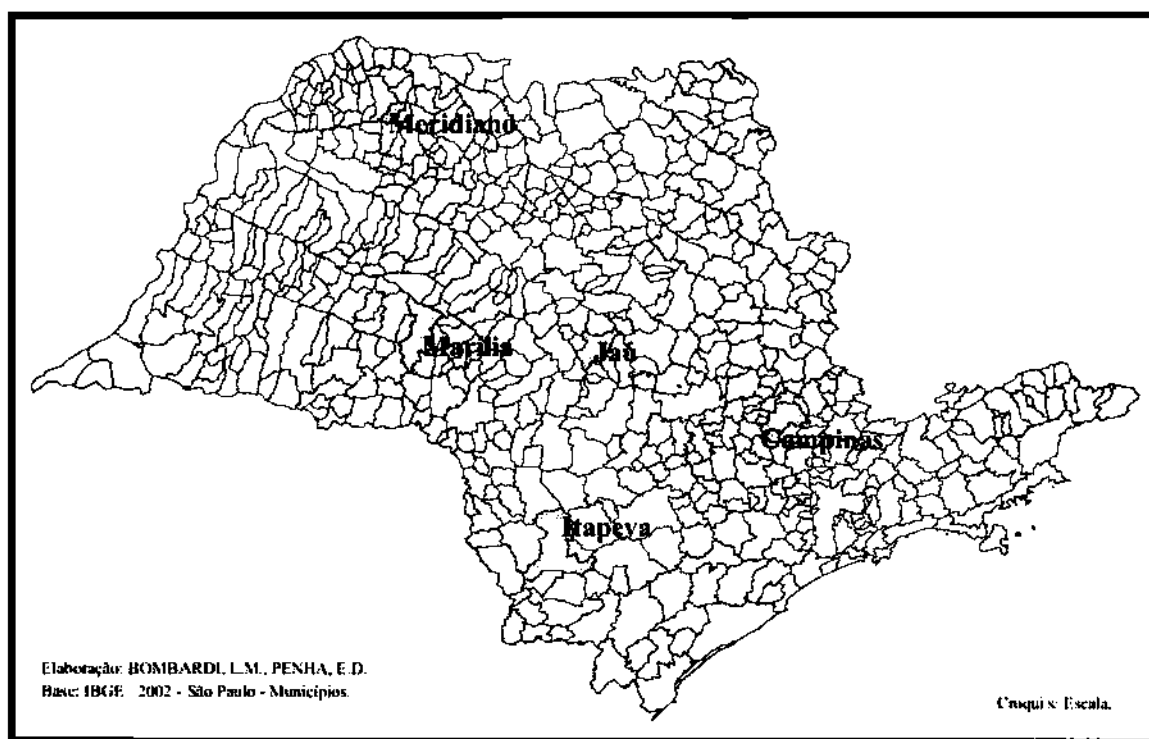 Meridiano
Marília
Jaú
Campinas
Itapeva
Elaboração: BOMBARDI, L.M., PENHA, E.D.
Base: IBGE 2002 - São Paulo - Municípios.
Croqui s/ Escala.